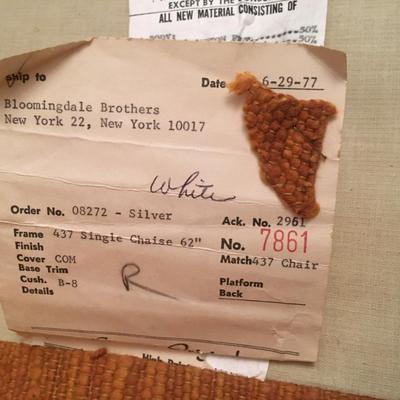 EXCEPT BY THE
ALL NEW MATERIAL CONSISTING OF
50%
50%
ship to
Date 6-29-77
Bloomingdale Brothers
New York 22, New York 10017
White
Order No. 08272 - Silver Ack. No. 2961
Frame 437 Single Chaise 62" No. 7861
Finish
Cover COM Match 437 Chair
Base Trim
Cush. B-8 Platform
Details R Back